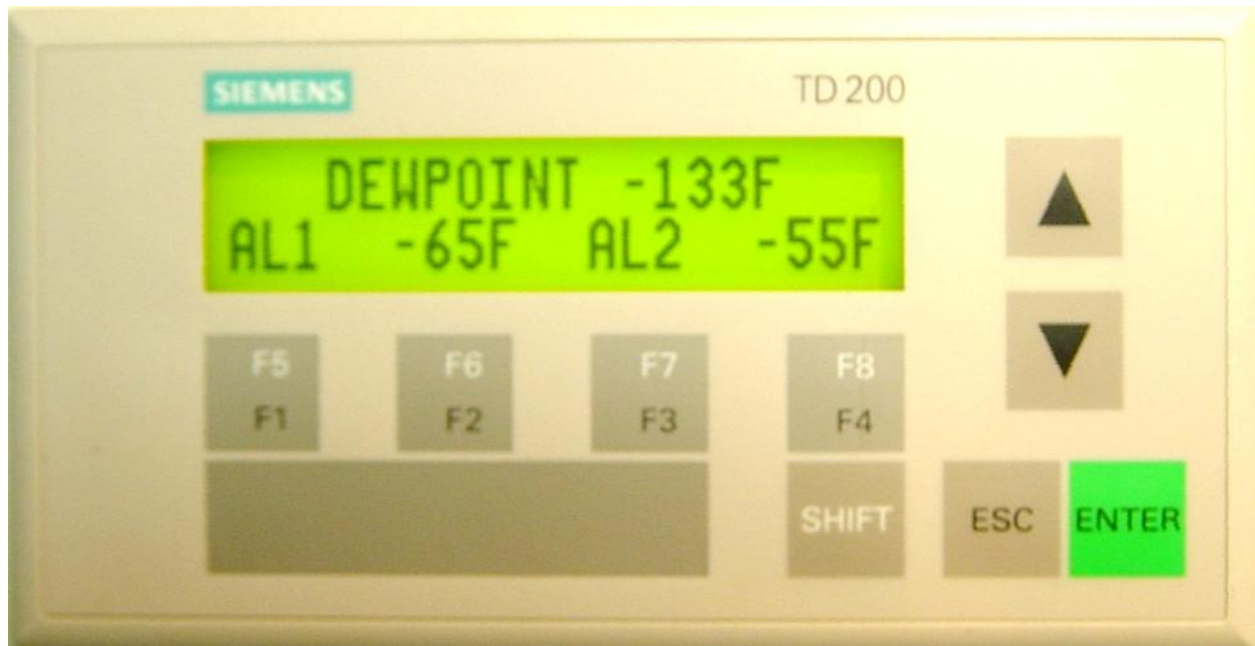 SIEMENS TD 200
DEWPOINT -133F
AL1 -65F AL2 -55F
F5 F6 F7 F8
F1 F2 F3 F4
SHIFT ESC ENTER